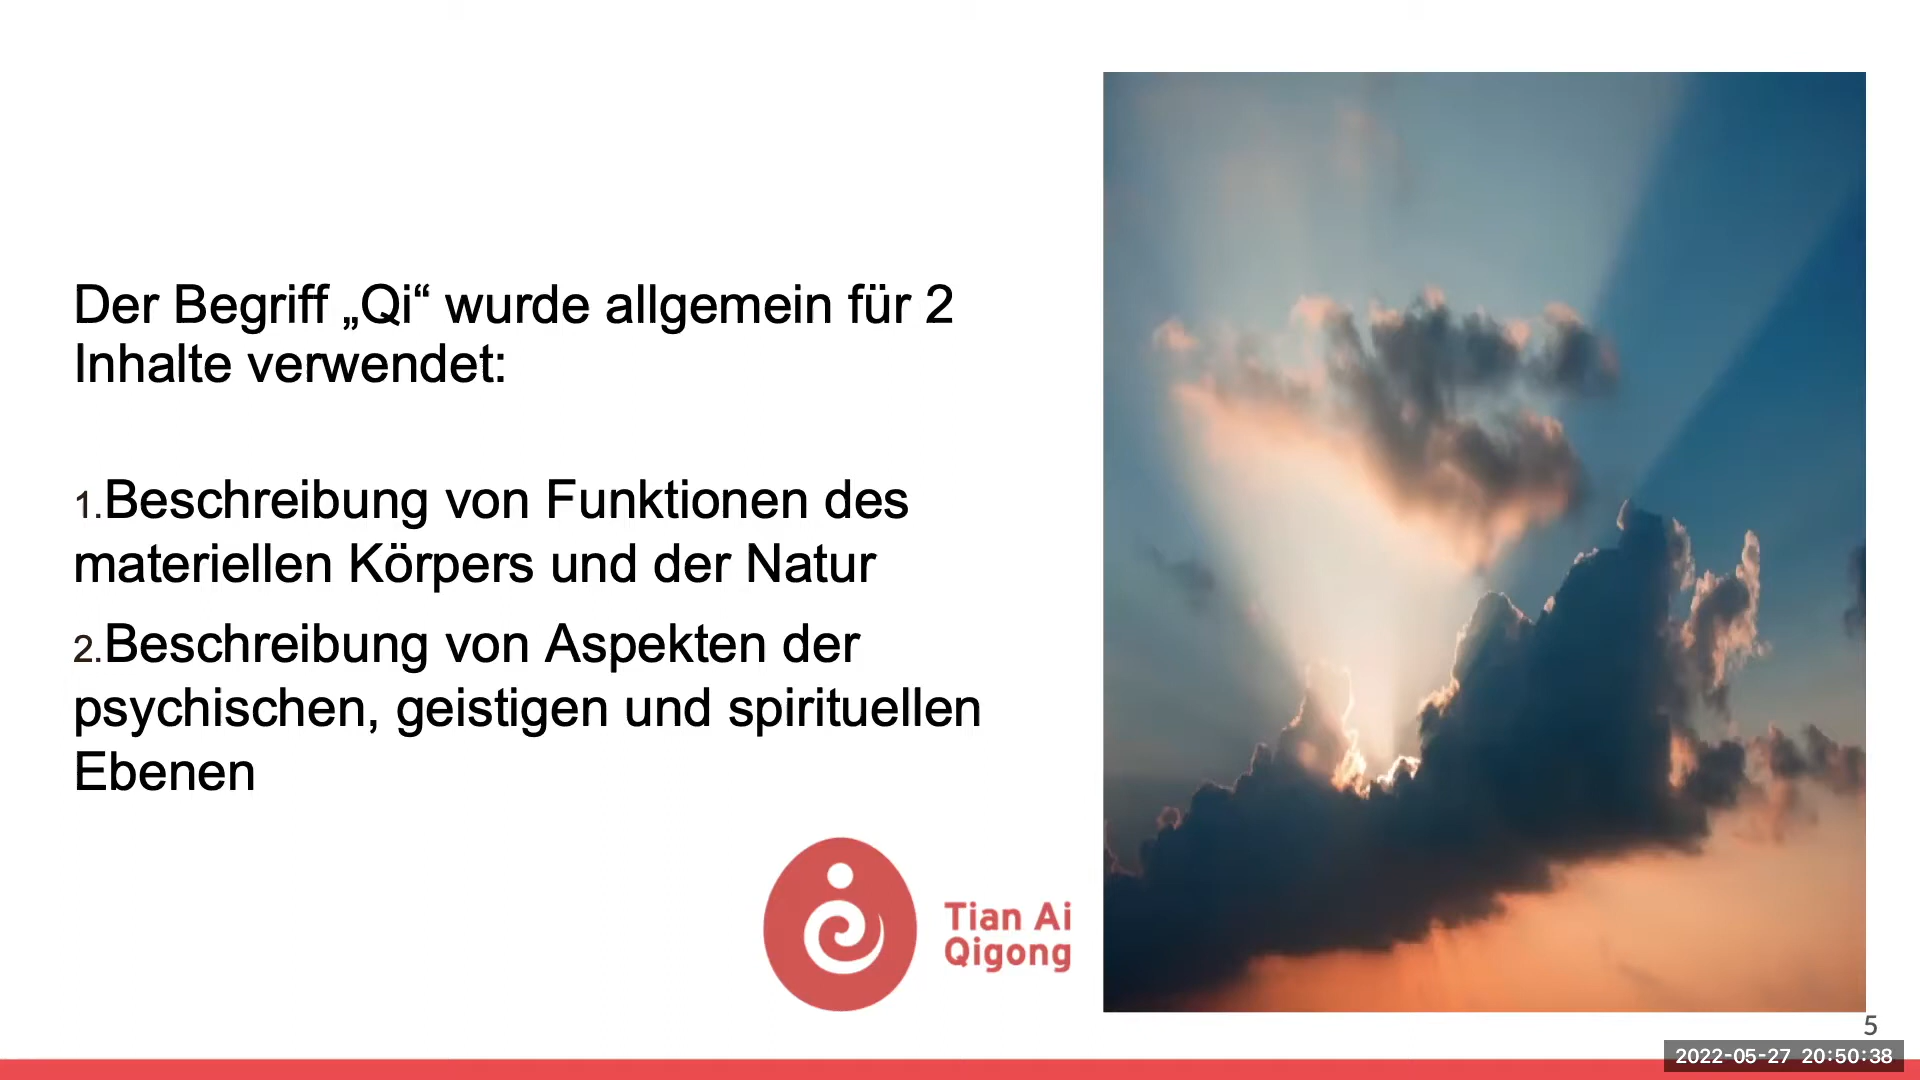 Der Begriff „Qi“ wurde allgemein für 2
Inhalte verwendet:
1.Beschreibung von Funktionen des
materiellen Körpers und der Natur
2.Beschreibung von Aspekten der
psychischen, geistigen und spirituellen
Ebenen
Tian Ai
Qigong
5
2022-05-27 20:50:38